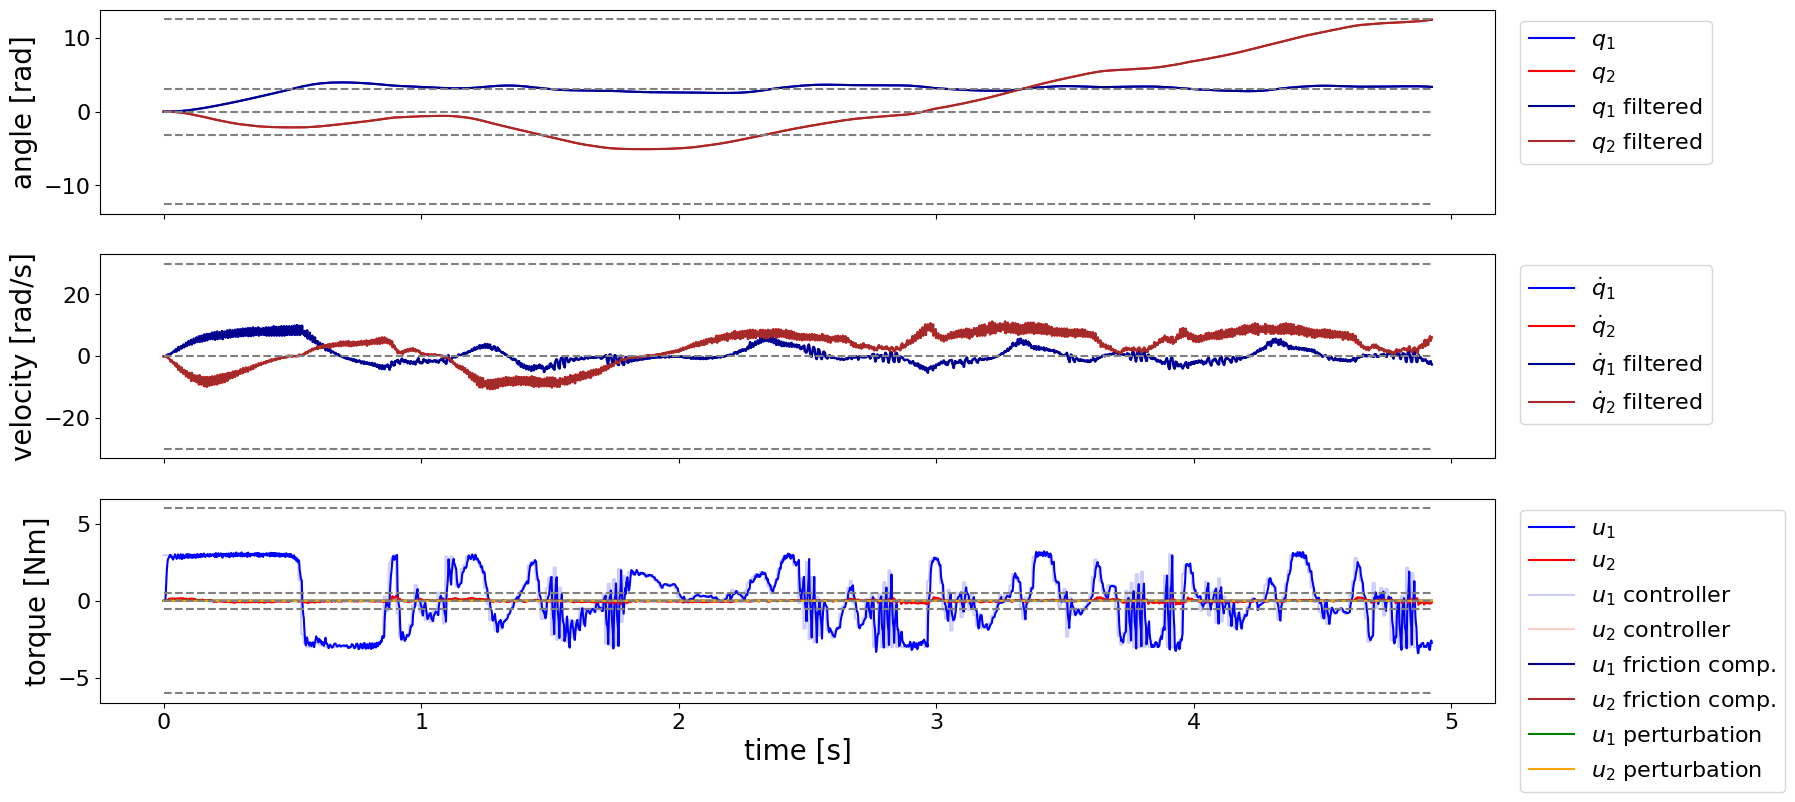 angle [rad]
10
0
−10
q₁
q₂
q₁ filtered
q₂ filtered
velocity [rad/s]
20
0
−20
q̇₁
q̇₂
q̇₁ filtered
q̇₂ filtered
torque [Nm]
5
0
−5
0 1 2 3 4 5
time [s]
u₁
u₂
u₁ controller
u₂ controller
u₁ friction comp.
u₂ friction comp.
u₁ perturbation
u₂ perturbation